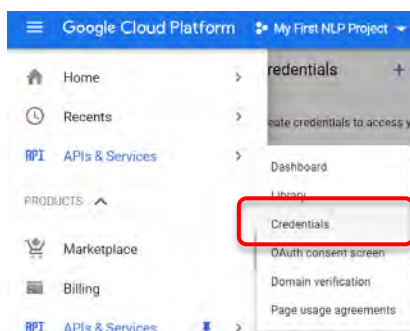 Google Cloud Platform
My First NLP Project
Home
redentials
Recents
eate credentials to access y
API APIs & Services
Dashboard
PRODUCTS
Library
Credentials
Marketplace
OAuth consent screen
Billing
Domain verification
Page usage agreements
API APIs & Services